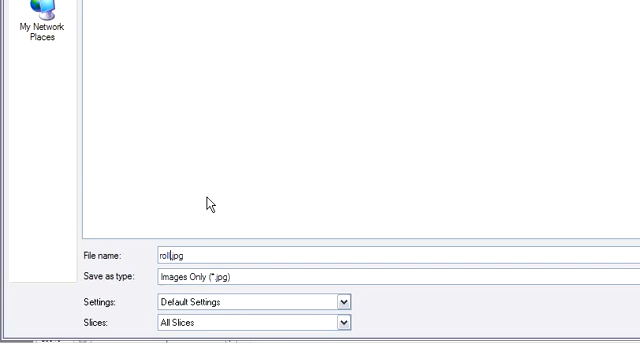 My Network
Places
File name:
roll.jpg
Save as type:
Images Only (*.jpg)
Settings:
Default Settings
Slices:
All Slices